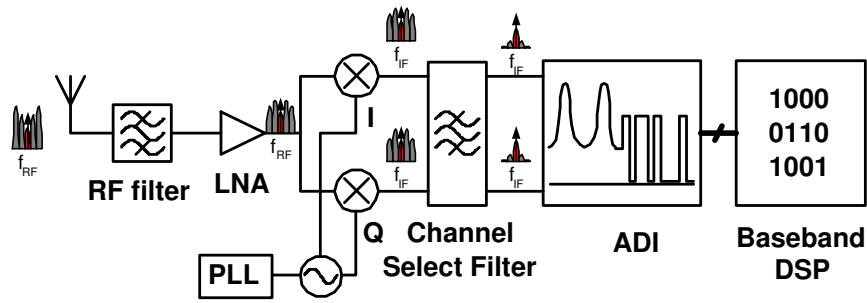 f_IF
f_IF
I
f_RF
f_RF
RF filter
LNA
f_IF
f_IF
1000
0110
1001
PLL
Q
Channel
Select Filter
ADI
Baseband
DSP